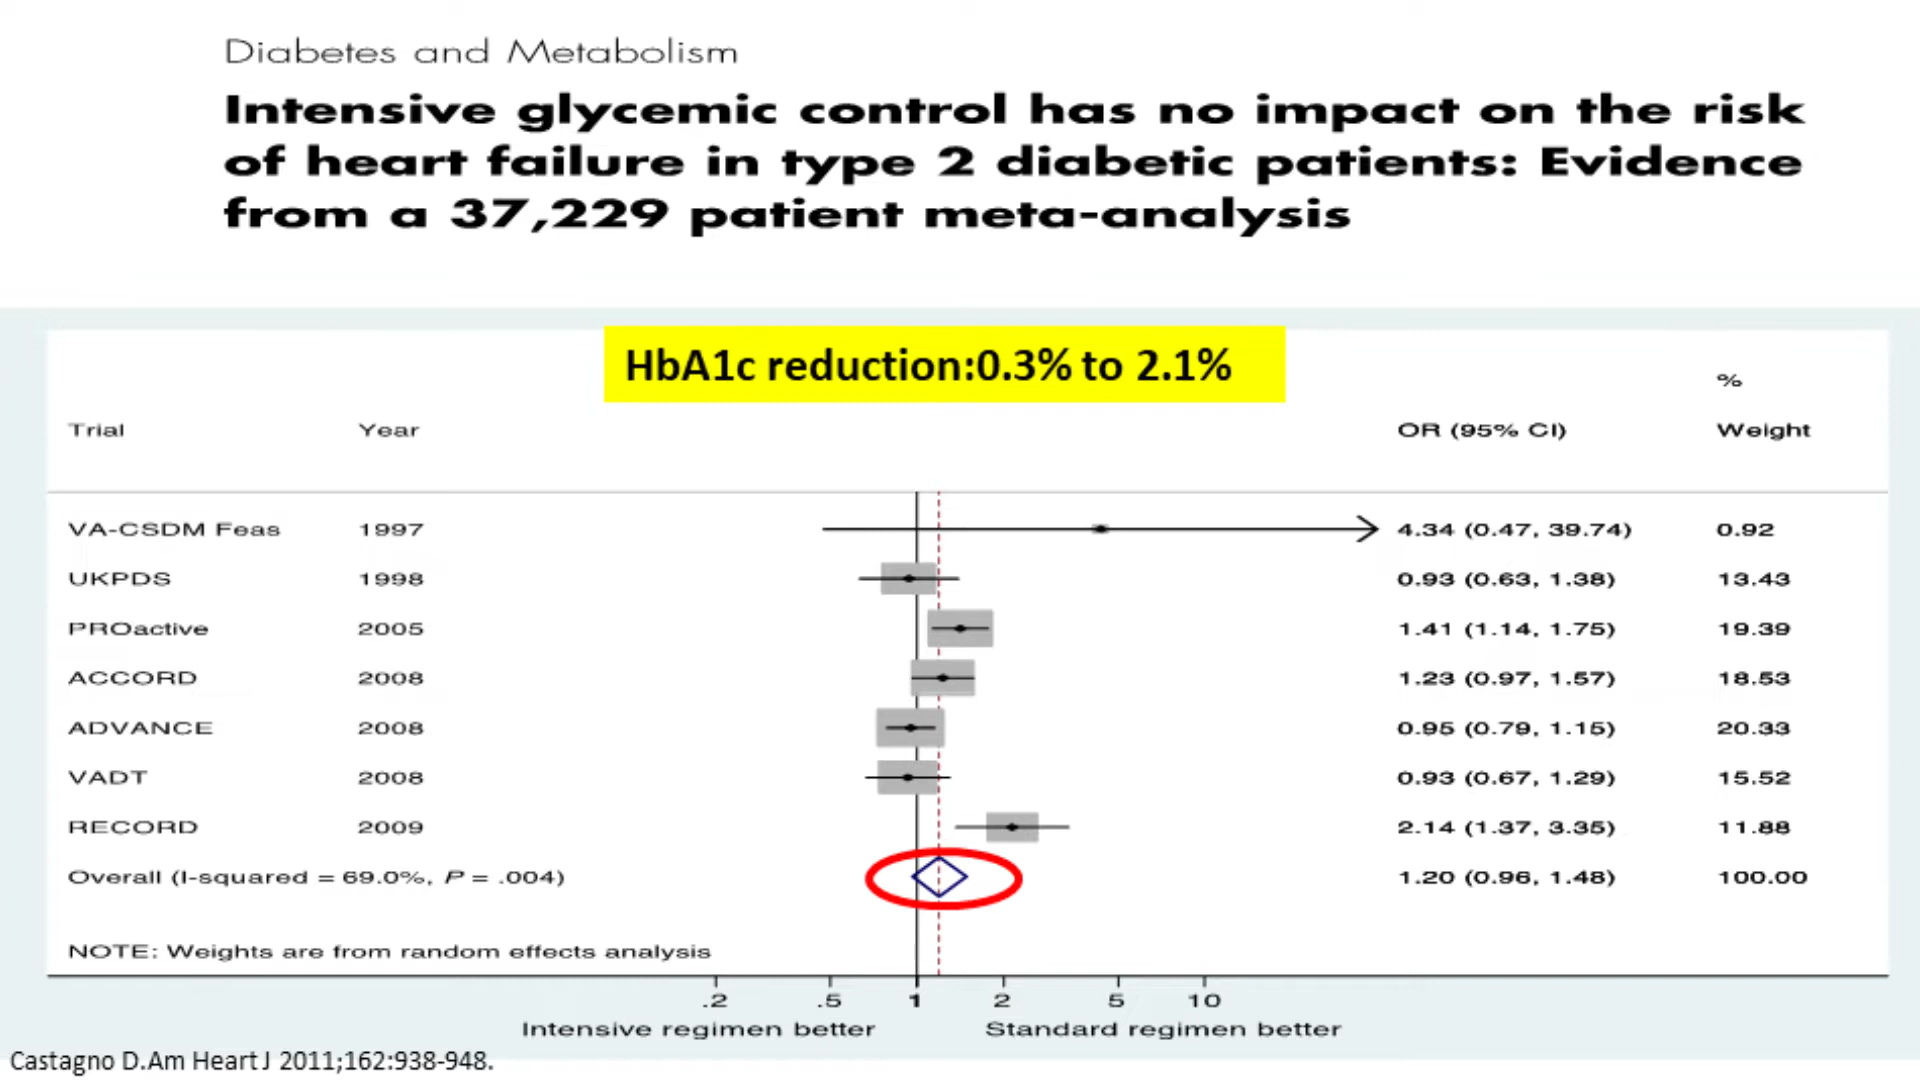 Diabetes and Metabolism
Intensive glycemic control has no impact on the risk
of heart failure in type 2 diabetic patients: Evidence
from a 37,229 patient meta-analysis
HbA1c reduction:0.3% to 2.1%
%
Trial Year OR (95% CI) Weight
VA-CSDM Feas 1997 4.34 (0.47, 39.74) 0.92
UKPDS 1998 0.93 (0.63, 1.38) 13.43
PROactive 2005 1.41 (1.14, 1.75) 19.39
ACCORD 2008 1.23 (0.97, 1.57) 18.53
ADVANCE 2008 0.95 (0.79, 1.15) 20.33
VADT 2008 0.93 (0.67, 1.29) 15.52
RECORD 2009 2.14 (1.37, 3.35) 11.88
Overall (I-squared = 69.0%, P = .004) 1.20 (0.96, 1.48) 100.00
NOTE: Weights are from random effects analysis
.2 .5 1 2 5 10
Intensive regimen better Standard regimen better
Castagno D.Am Heart J 2011;162:938-948.